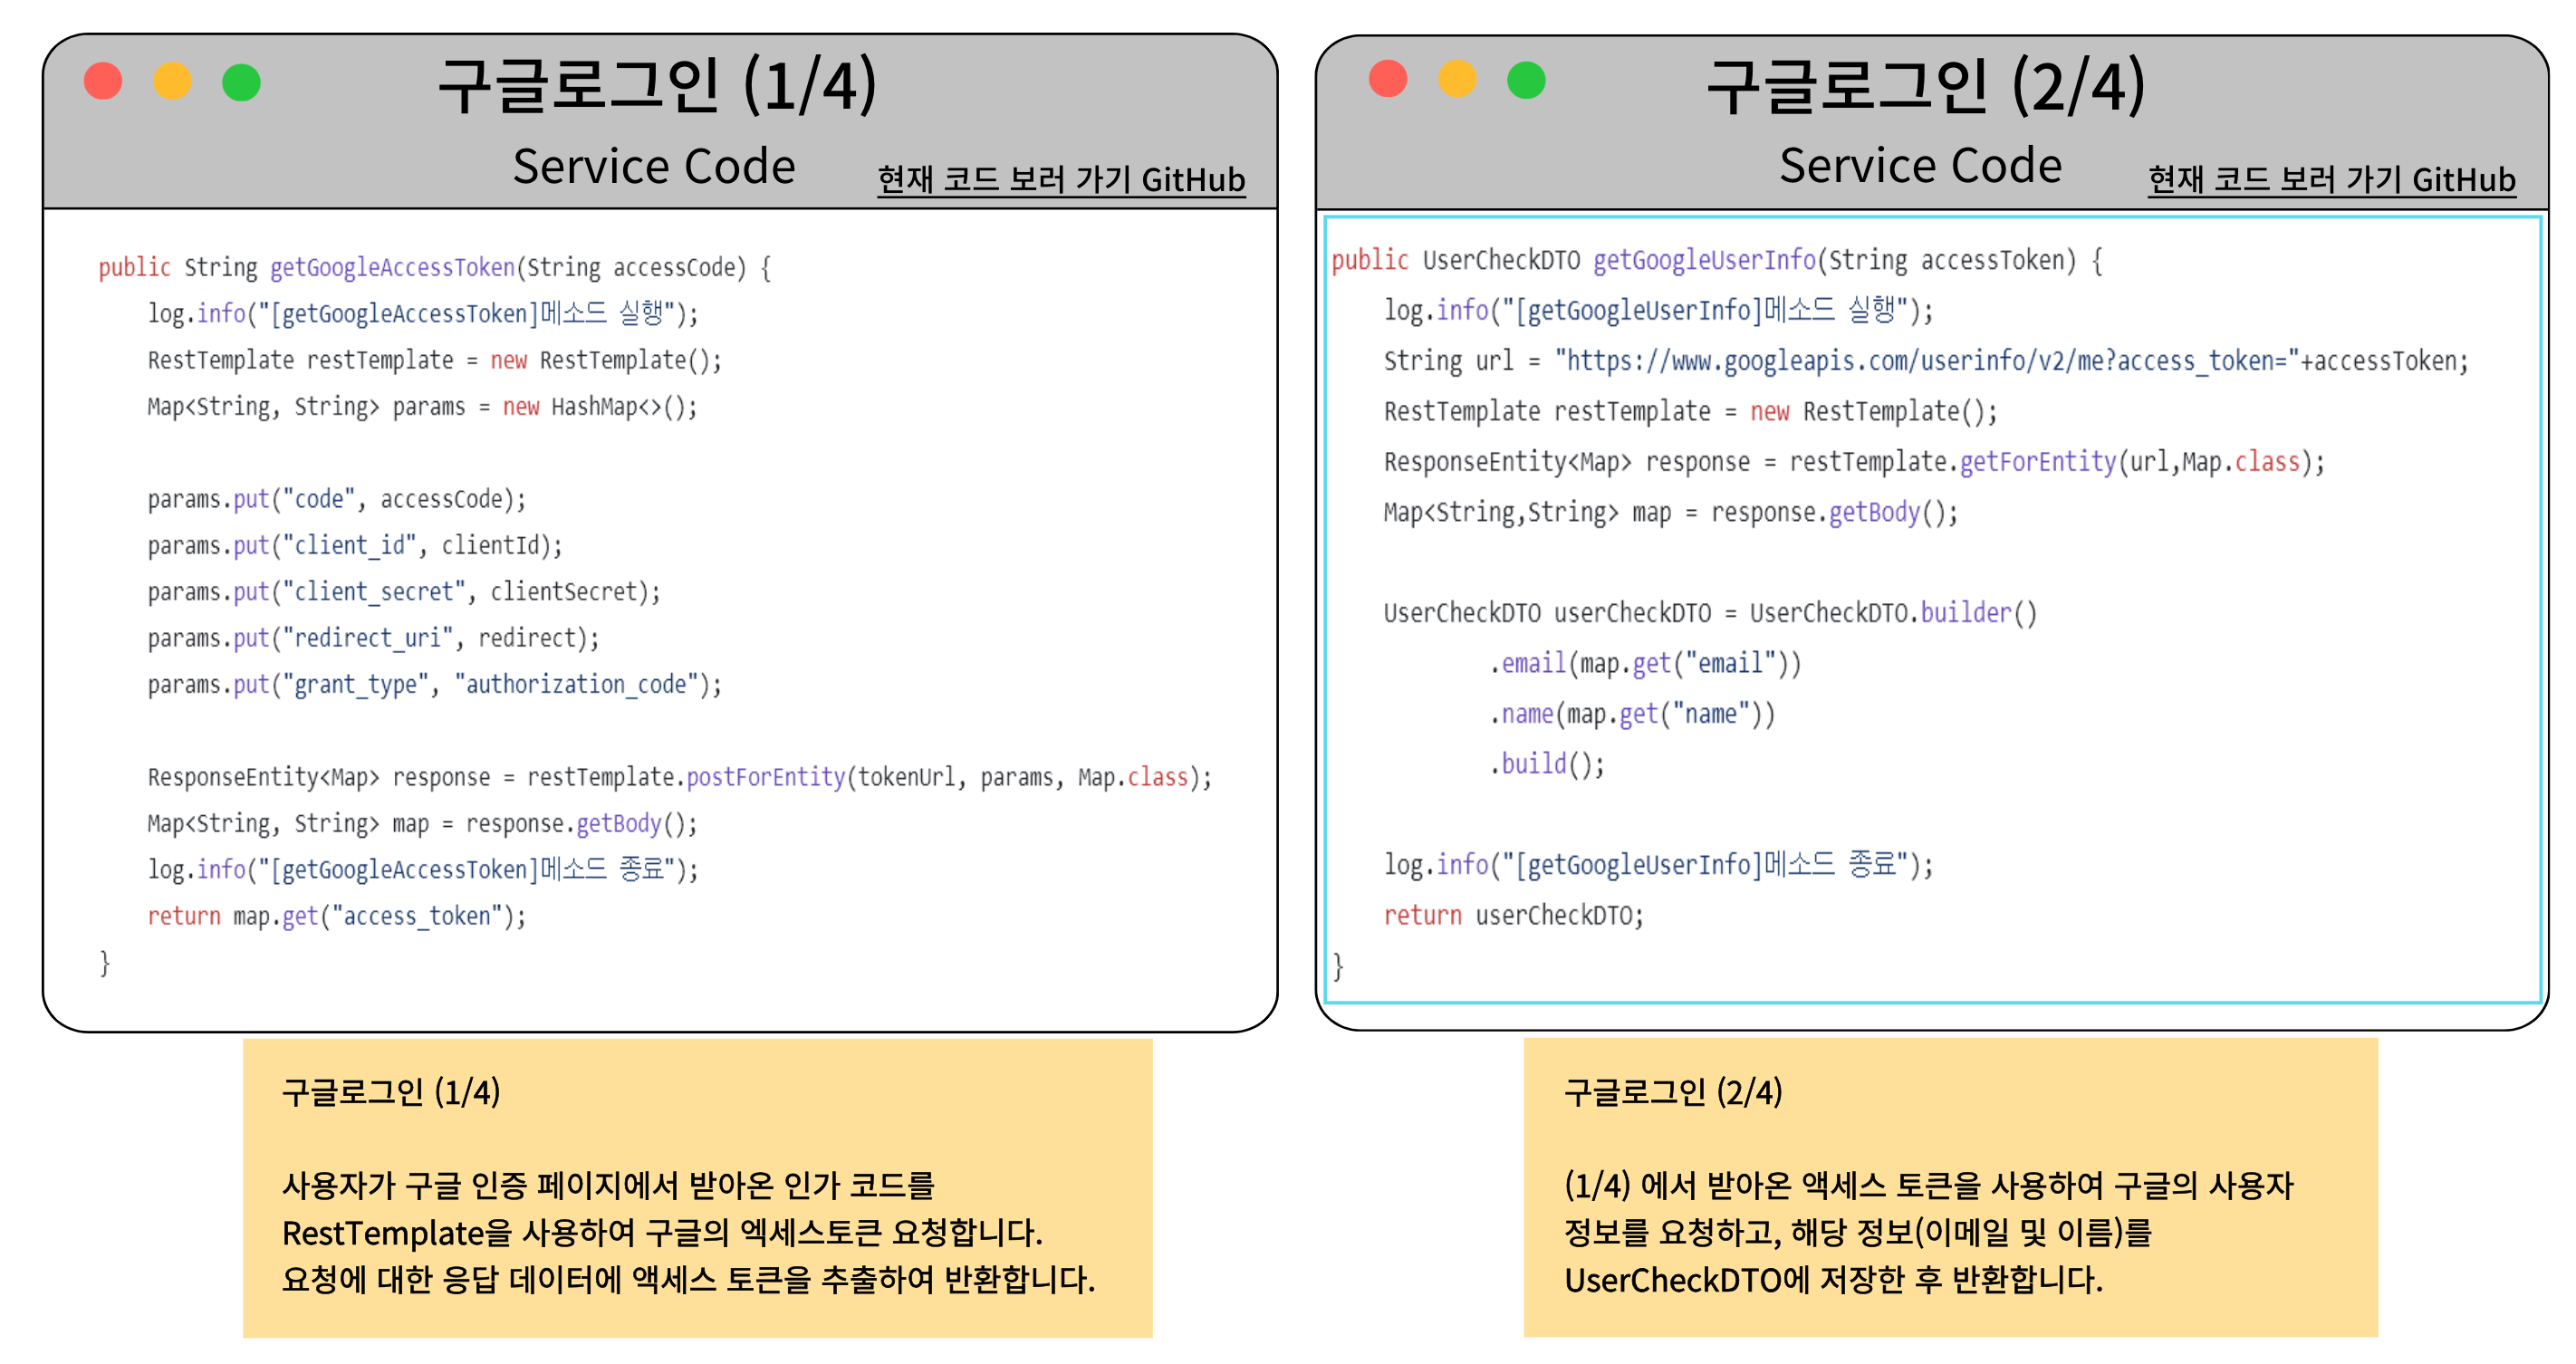 구글로그인 (1/4)
Service Code
현재 코드 보러 가기 GitHub
public String getGoogleAccessToken(String accessCode) {
    log.info("[getGoogleAccessToken]메소드 실행");
    RestTemplate restTemplate = new RestTemplate();
    Map<String, String> params = new HashMap<>();
    params.put("code", accessCode);
    params.put("client_id", clientId);
    params.put("client_secret", clientSecret);
    params.put("redirect_uri", redirect);
    params.put("grant_type", "authorization_code");
    ResponseEntity<Map> response = restTemplate.postForEntity(tokenUrl, params, Map.class);
    Map<String, String> map = response.getBody();
    log.info("[getGoogleAccessToken]메소드 종료");
    return map.get("access_token");
}
구글로그인 (1/4)
사용자가 구글 인증 페이지에서 받아온 인가 코드를
RestTemplate을 사용하여 구글의 엑세스토큰 요청합니다.
요청에 대한 응답 데이터에 액세스 토큰을 추출하여 반환합니다.
구글로그인 (2/4)
Service Code
현재 코드 보러 가기 GitHub
public UserCheckDTO getGoogleUserInfo(String accessToken) {
    log.info("[getGoogleUserInfo]메소드 실행");
    String url = "https://www.googleapis.com/userinfo/v2/me?access_token="+accessToken;
    RestTemplate restTemplate = new RestTemplate();
    ResponseEntity<Map> response = restTemplate.getForEntity(url,Map.class);
    Map<String,String> map = response.getBody();
    UserCheckDTO userCheckDTO = UserCheckDTO.builder()
            .email(map.get("email"))
            .name(map.get("name"))
            .build();
    log.info("[getGoogleUserInfo]메소드 종료");
    return userCheckDTO;
}
구글로그인 (2/4)
(1/4) 에서 받아온 액세스 토큰을 사용하여 구글의 사용자
정보를 요청하고, 해당 정보(이메일 및 이름)를
UserCheckDTO에 저장한 후 반환합니다.